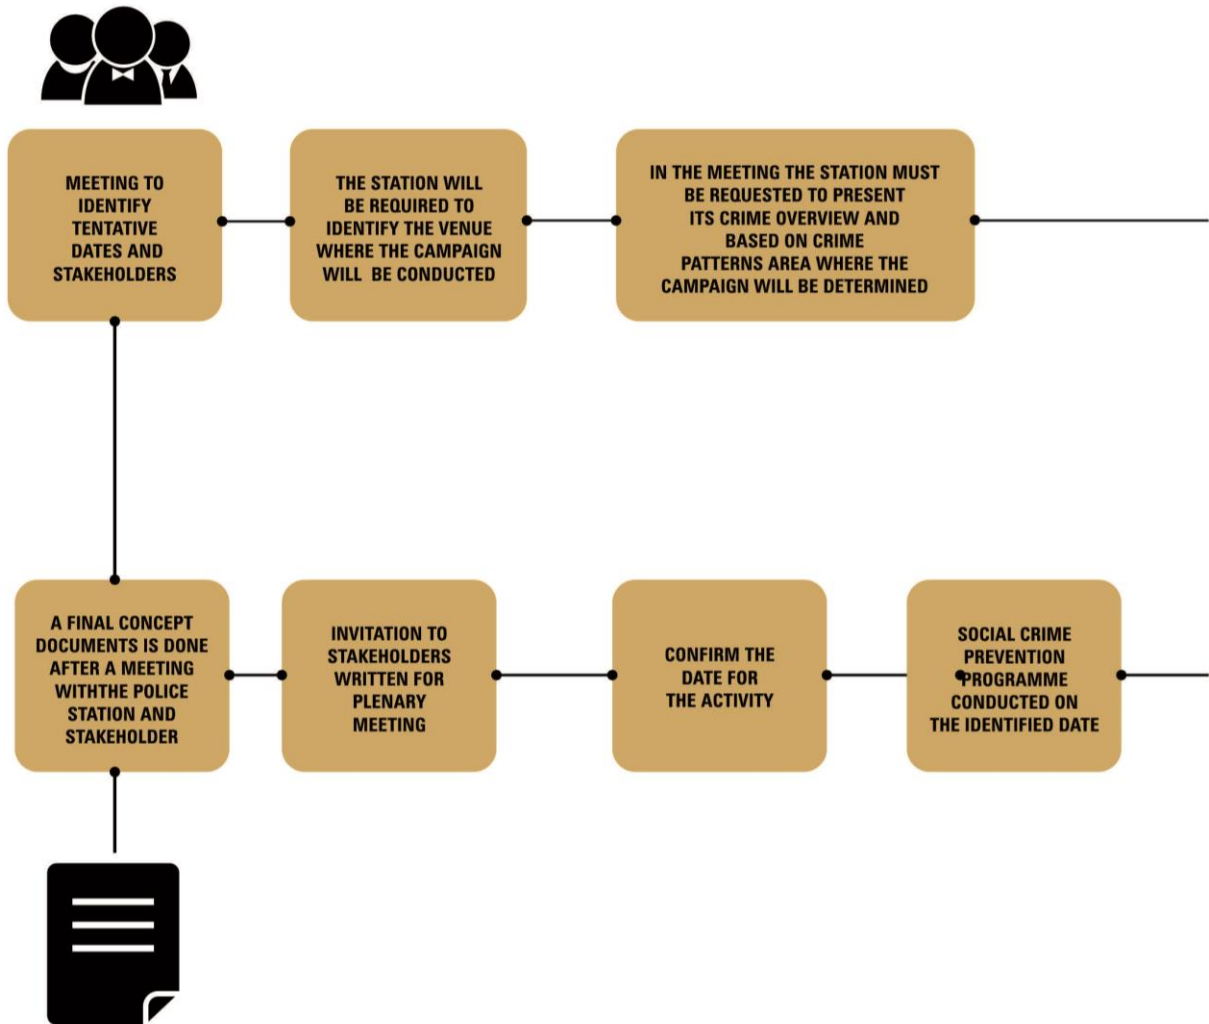 MEETING TO
IDENTIFY
TENTATIVE
DATES AND
STAKEHOLDERS
THE STATION WILL
BE REQUIRED TO
IDENTIFY THE VENUE
WHERE THE CAMPAIGN
WILL BE CONDUCTED
IN THE MEETING THE STATION MUST
BE REQUESTED TO PRESENT
ITS CRIME OVERVIEW AND
BASED ON CRIME
PATTERNS AREA WHERE THE
CAMPAIGN WILL BE DETERMINED
A FINAL CONCEPT
DOCUMENTS IS DONE
AFTER A MEETING
WITHTHE POLICE
STATION AND
STAKEHOLDER
INVITATION TO
STAKEHOLDERS
WRITTEN FOR
PLENARY
MEETING
CONFIRM THE
DATE FOR
THE ACTIVITY
SOCIAL CRIME
PREVENTION
PROGRAMME
CONDUCTED ON
THE IDENTIFIED DATE